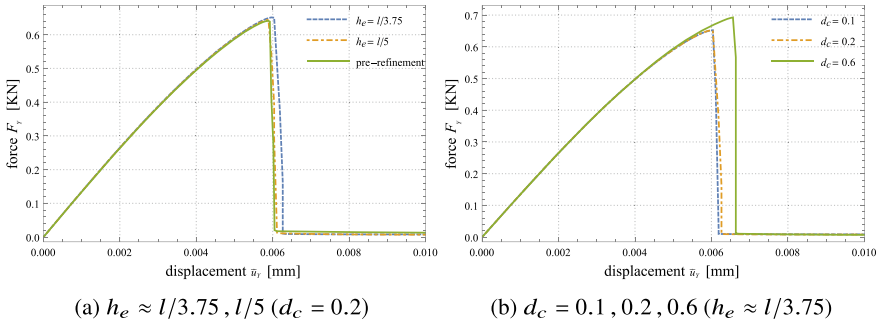 0.6
0.5
0.4
0.3
0.2
0.1
0.0
force F_y [KN]
h_e = l/3.75
h_e = l/5
pre-refinement
0.000 0.002 0.004 0.006 0.008 0.010
displacement ū_Y [mm]
(a) h_e ≈ l/3.75 , l/5 (d_c = 0.2)
0.7
0.6
0.5
0.4
0.3
0.2
0.1
0.0
force F_y [KN]
d_c = 0.1
d_c = 0.2
d_c = 0.6
0.000 0.002 0.004 0.006 0.008 0.010
displacement ū_Y [mm]
(b) d_c = 0.1 , 0.2 , 0.6 (h_e ≈ l/3.75)